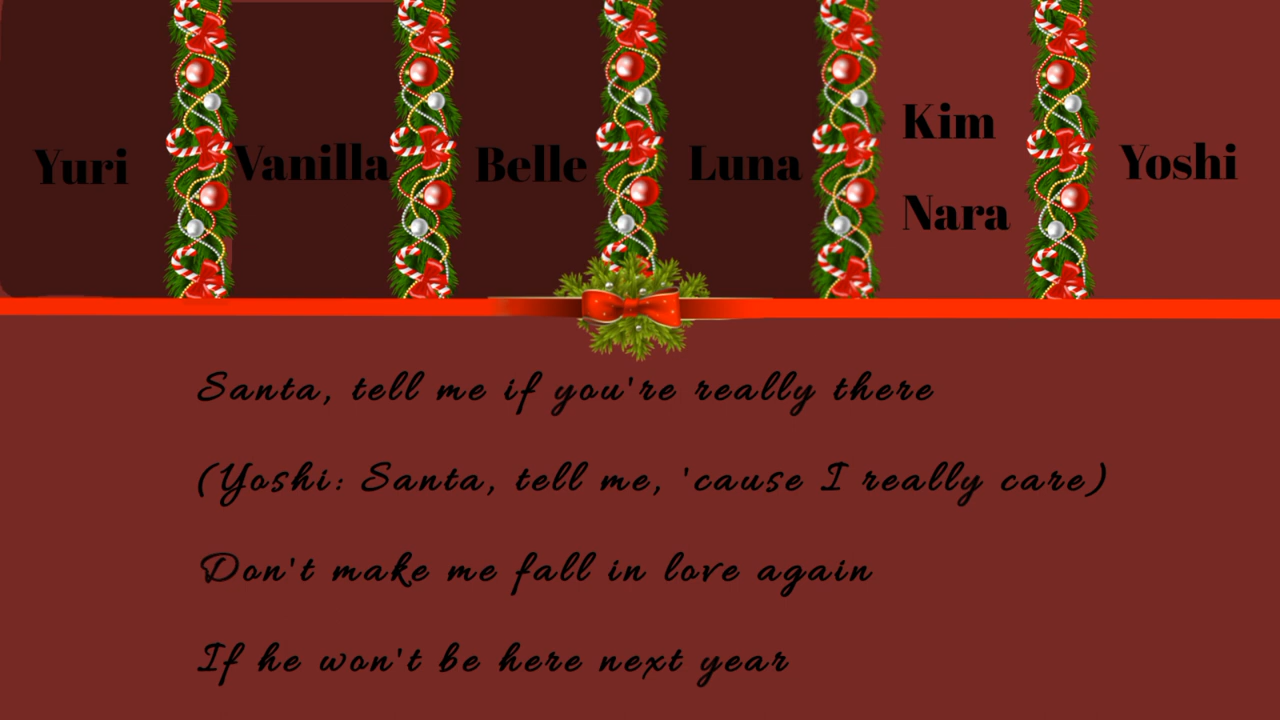 Yuri
Vanilla
Belle
Luna
Kim
Nara
Yoshi
Santa, tell me if you're really there
(Yoshi: Santa, tell me, 'cause I really care)
Don't make me fall in love again
If he won't be here next year